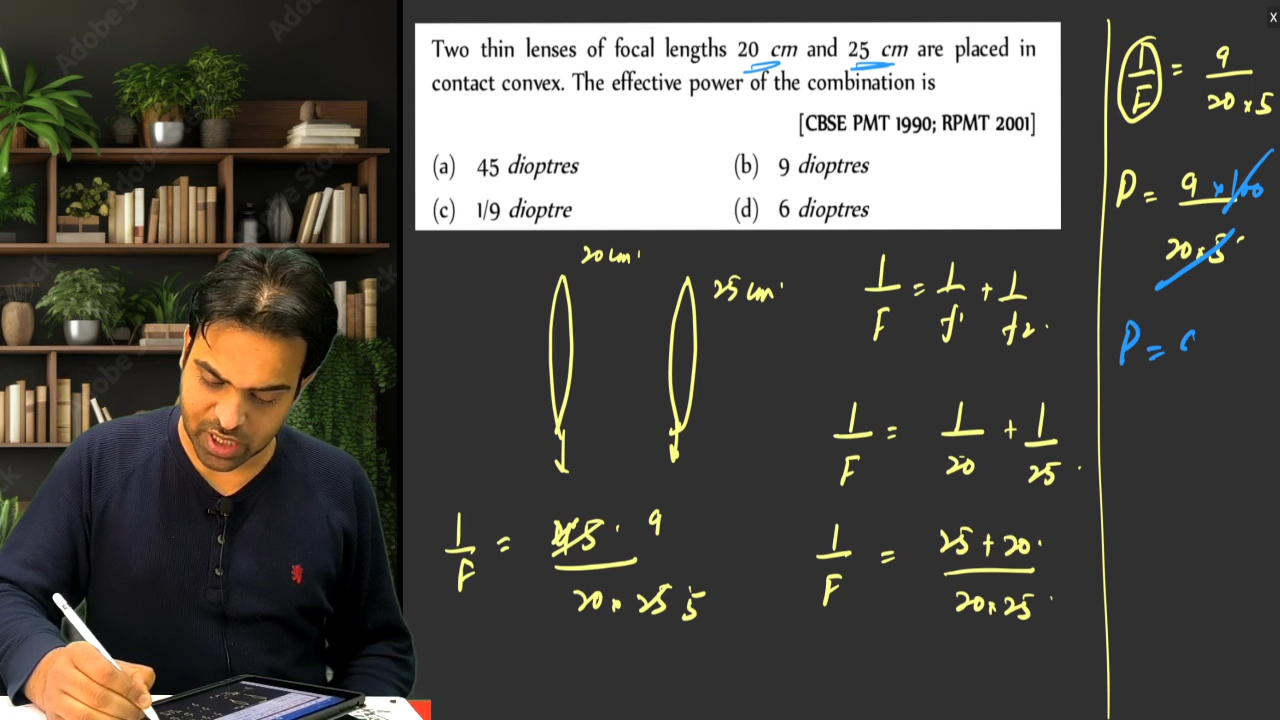 Two thin lenses of focal lengths 20 cm and 25 cm are placed in
contact convex. The effective power of the combination is
[CBSE PMT 1990; RPMT 2001]
(a) 45 dioptres
(b) 9 dioptres
(c) 1/9 dioptre
(d) 6 dioptres
20 cm
25 cm
1/F = 1/f1 + 1/f2
1/F = 1/20 + 1/25
1/F = 25 + 20 / 20 × 25
1/F = 45 9 / 20 × 25 5
1/F = 9 / 20 × 5
P = 9 × 100 / 20 × 5
P =
x
Adobe Stock